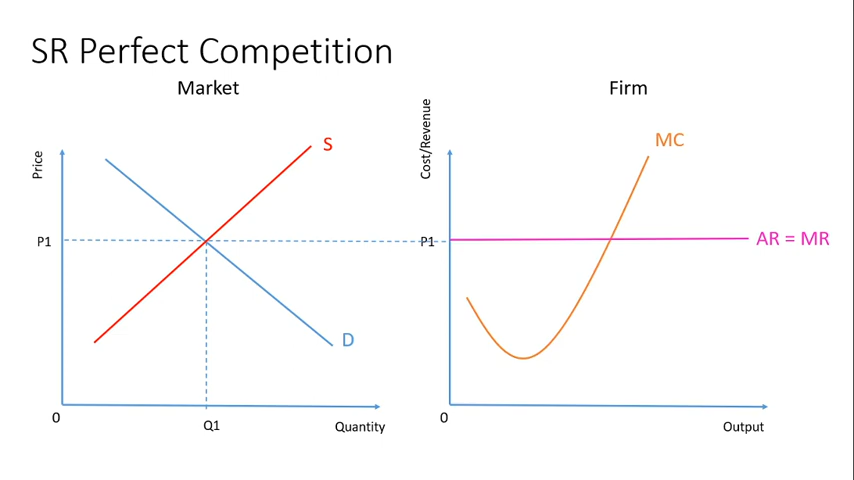 SR Perfect Competition
Market
Firm
Price
S
P1
D
0
Q1
Quantity
Cost/Revenue
MC
P1
AR = MR
0
Output